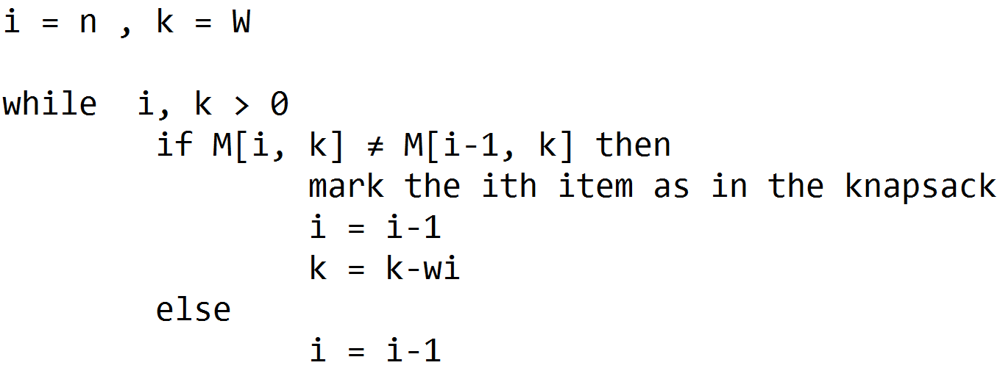 i = n , k = W
while  i, k > 0
        if M[i, k] ≠ M[i-1, k] then
                mark the ith item as in the knapsack
                i = i-1
                k = k-wi
        else
                i = i-1